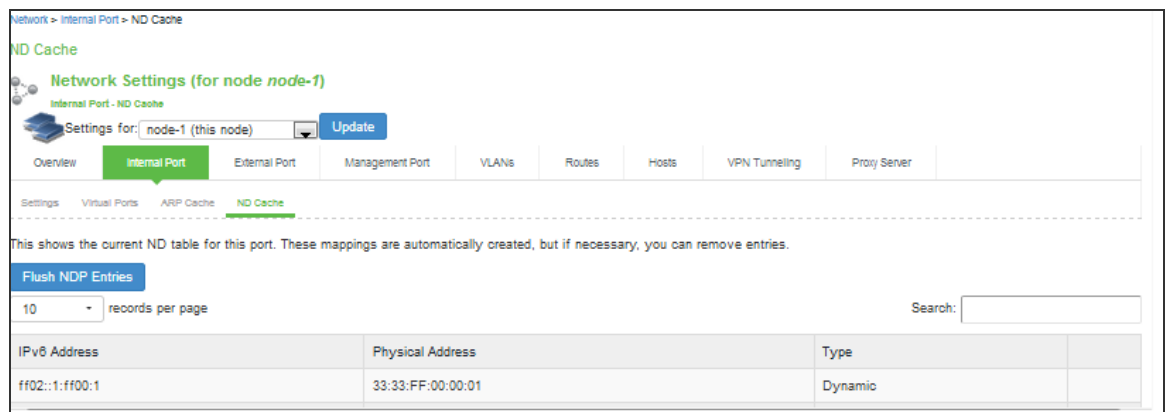 Network > Internal Port > ND Cache
ND Cache
Network Settings (for node node-1)
Internal Port - ND Cache
Settings for: node-1 (this node) Update
Overview Internal Port External Port Management Port VLANs Routes Hosts VPN Tunneling Proxy Server
Settings Virtual Ports ARP Cache ND Cache
This shows the current ND table for this port. These mappings are automatically created, but if necessary, you can remove entries.
Flush NDP Entries
10 records per page Search:
IPv6 Address Physical Address Type
ff02::1:ff00:1 33:33:FF:00:00:01 Dynamic